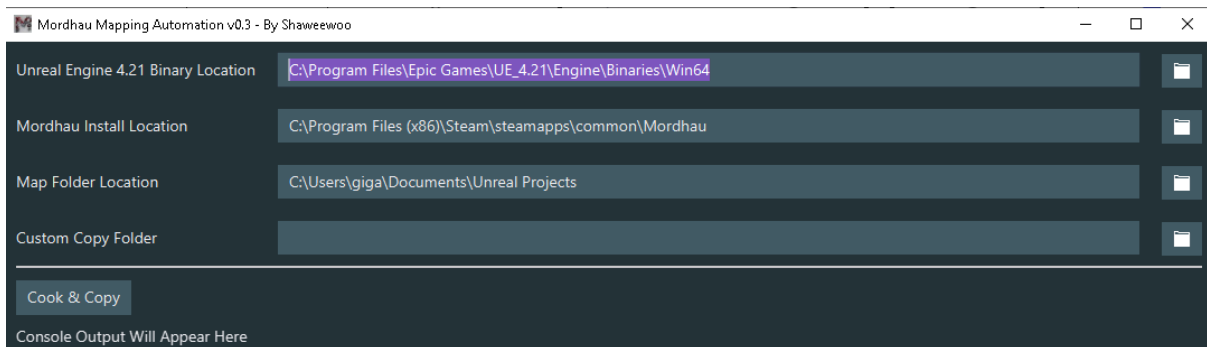 Mordhau Mapping Automation v0.3 - By Shaweewoo
Unreal Engine 4.21 Binary Location C:\Program Files\Epic Games\UE_4.21\Engine\Binaries\Win64
Mordhau Install Location C:\Program Files (x86)\Steam\steamapps\common\Mordhau
Map Folder Location C:\Users\giga\Documents\Unreal Projects
Custom Copy Folder
Cook & Copy
Console Output Will Appear Here